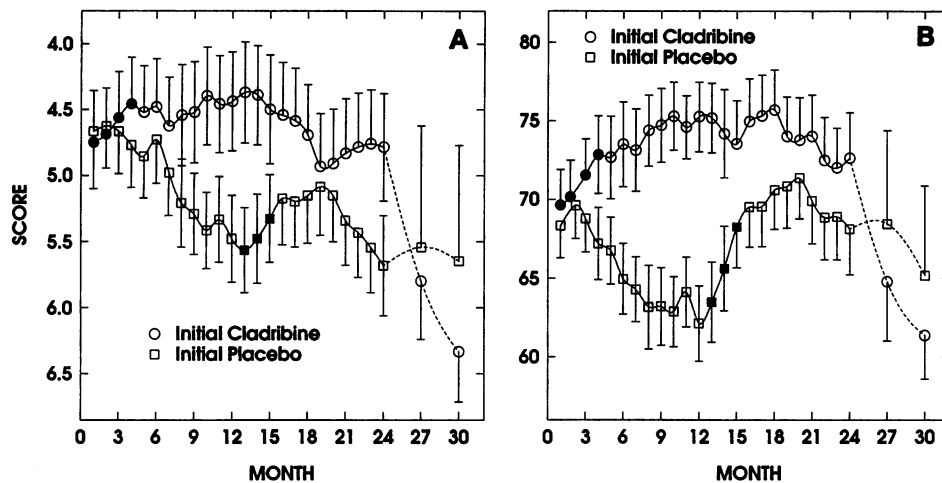 A
4.0
4.5
5.0
5.5
6.0
6.5
SCORE
Initial Cladribine
Initial Placebo
0 3 6 9 12 15 18 21 24 27 30
MONTH
B
Initial Cladribine
Initial Placebo
80
75
70
65
60
0 3 6 9 12 15 18 21 24 27 30
MONTH